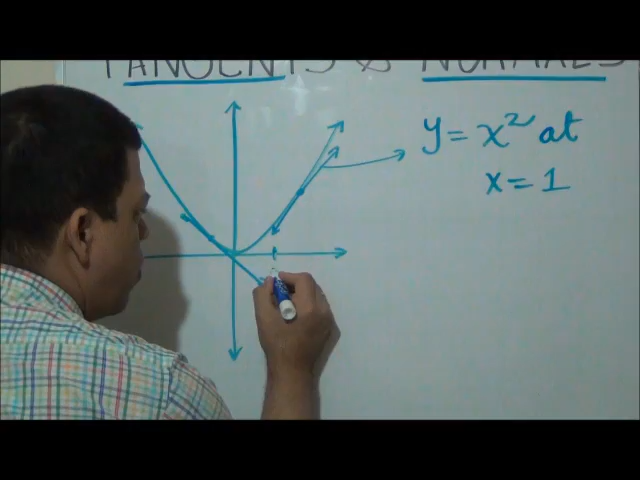 TANGENTS & NORMALS
y = x² at
x = 1